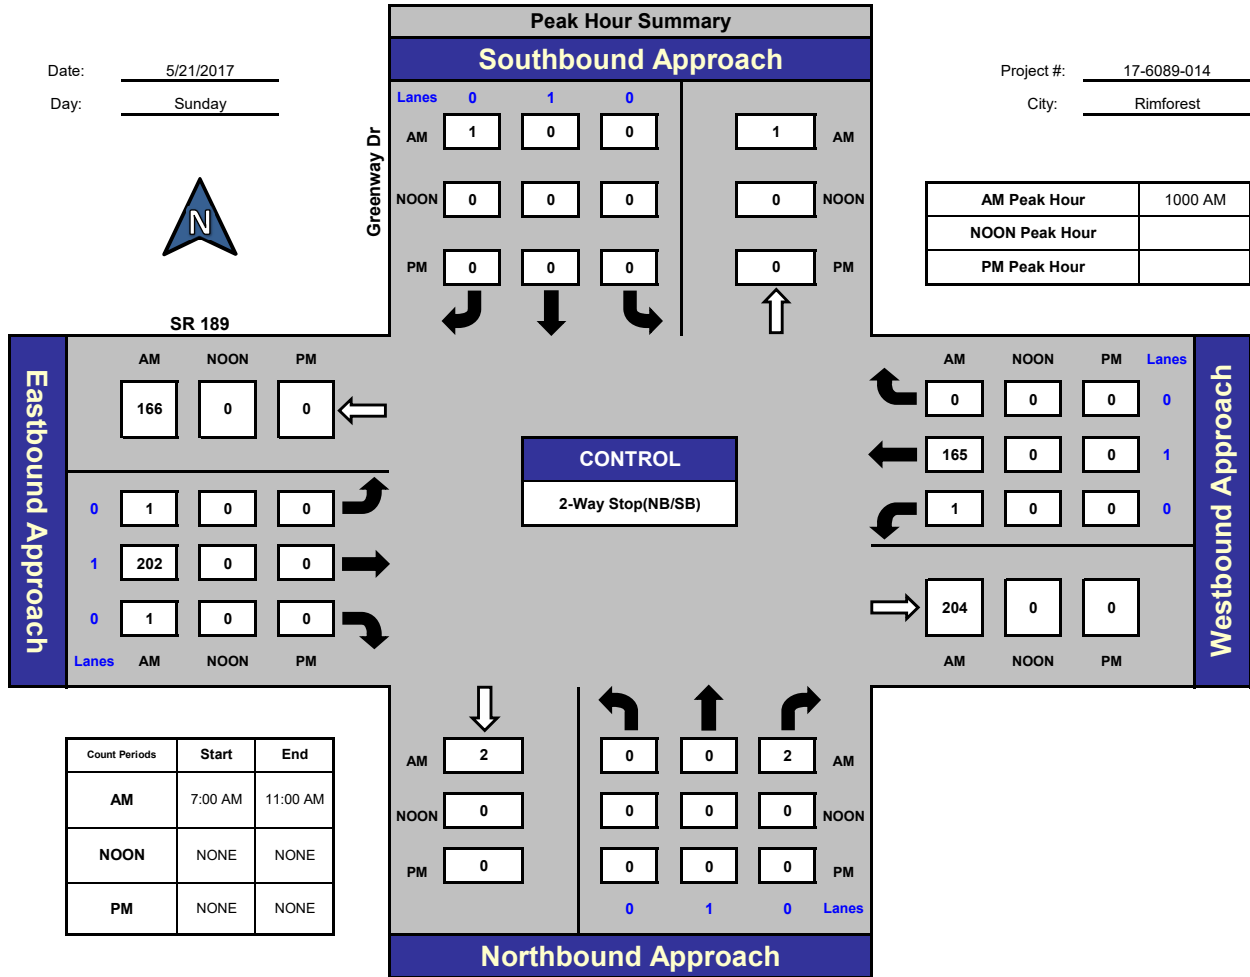 Peak Hour Summary
Southbound Approach
Date: 5/21/2017
Day: Sunday
Project #: 17-6089-014
City: Rimforest
Greenway Dr
Lanes 0 1 0
AM 1 0 0 1 AM
NOON 0 0 0 0 NOON
PM 0 0 0 0 PM
N
AM Peak Hour 1000 AM
NOON Peak Hour
PM Peak Hour
SR 189
Eastbound Approach
AM NOON PM
166 0 0
0 1 0 0
1 202 0 0
0 1 0 0
Lanes AM NOON PM
CONTROL
2-Way Stop(NB/SB)
AM NOON PM Lanes
0 0 0 0
165 0 0 1
1 0 0 0
204 0 0
AM NOON PM
Westbound Approach
Count Periods Start End
AM 7:00 AM 11:00 AM
NOON NONE NONE
PM NONE NONE
AM 2 0 0 2 AM
NOON 0 0 0 0 NOON
PM 0 0 0 0 PM
0 1 0 Lanes
Northbound Approach